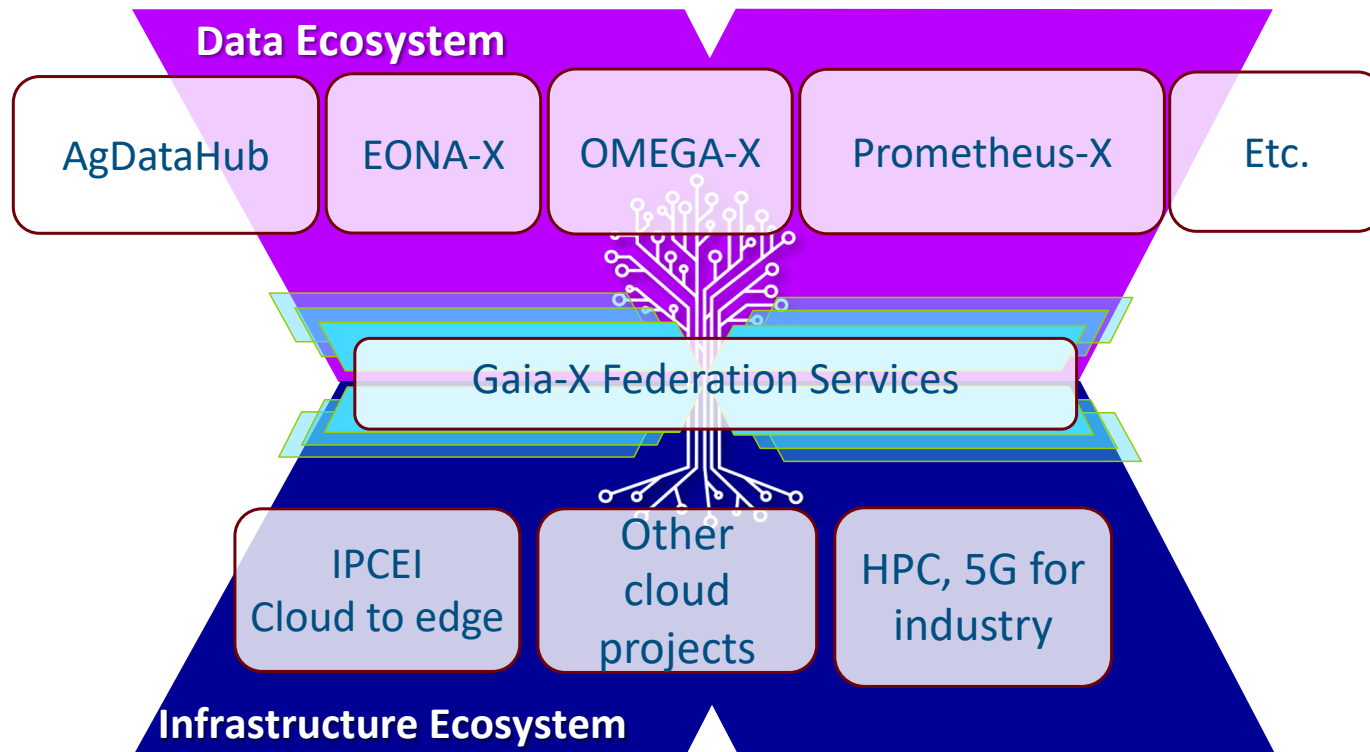 Data Ecosystem
AgDataHub
EONA-X
OMEGA-X
Prometheus-X
Etc.
Gaia-X Federation Services
IPCEI
Cloud to edge
Other
cloud
projects
HPC, 5G for
industry
Infrastructure Ecosystem